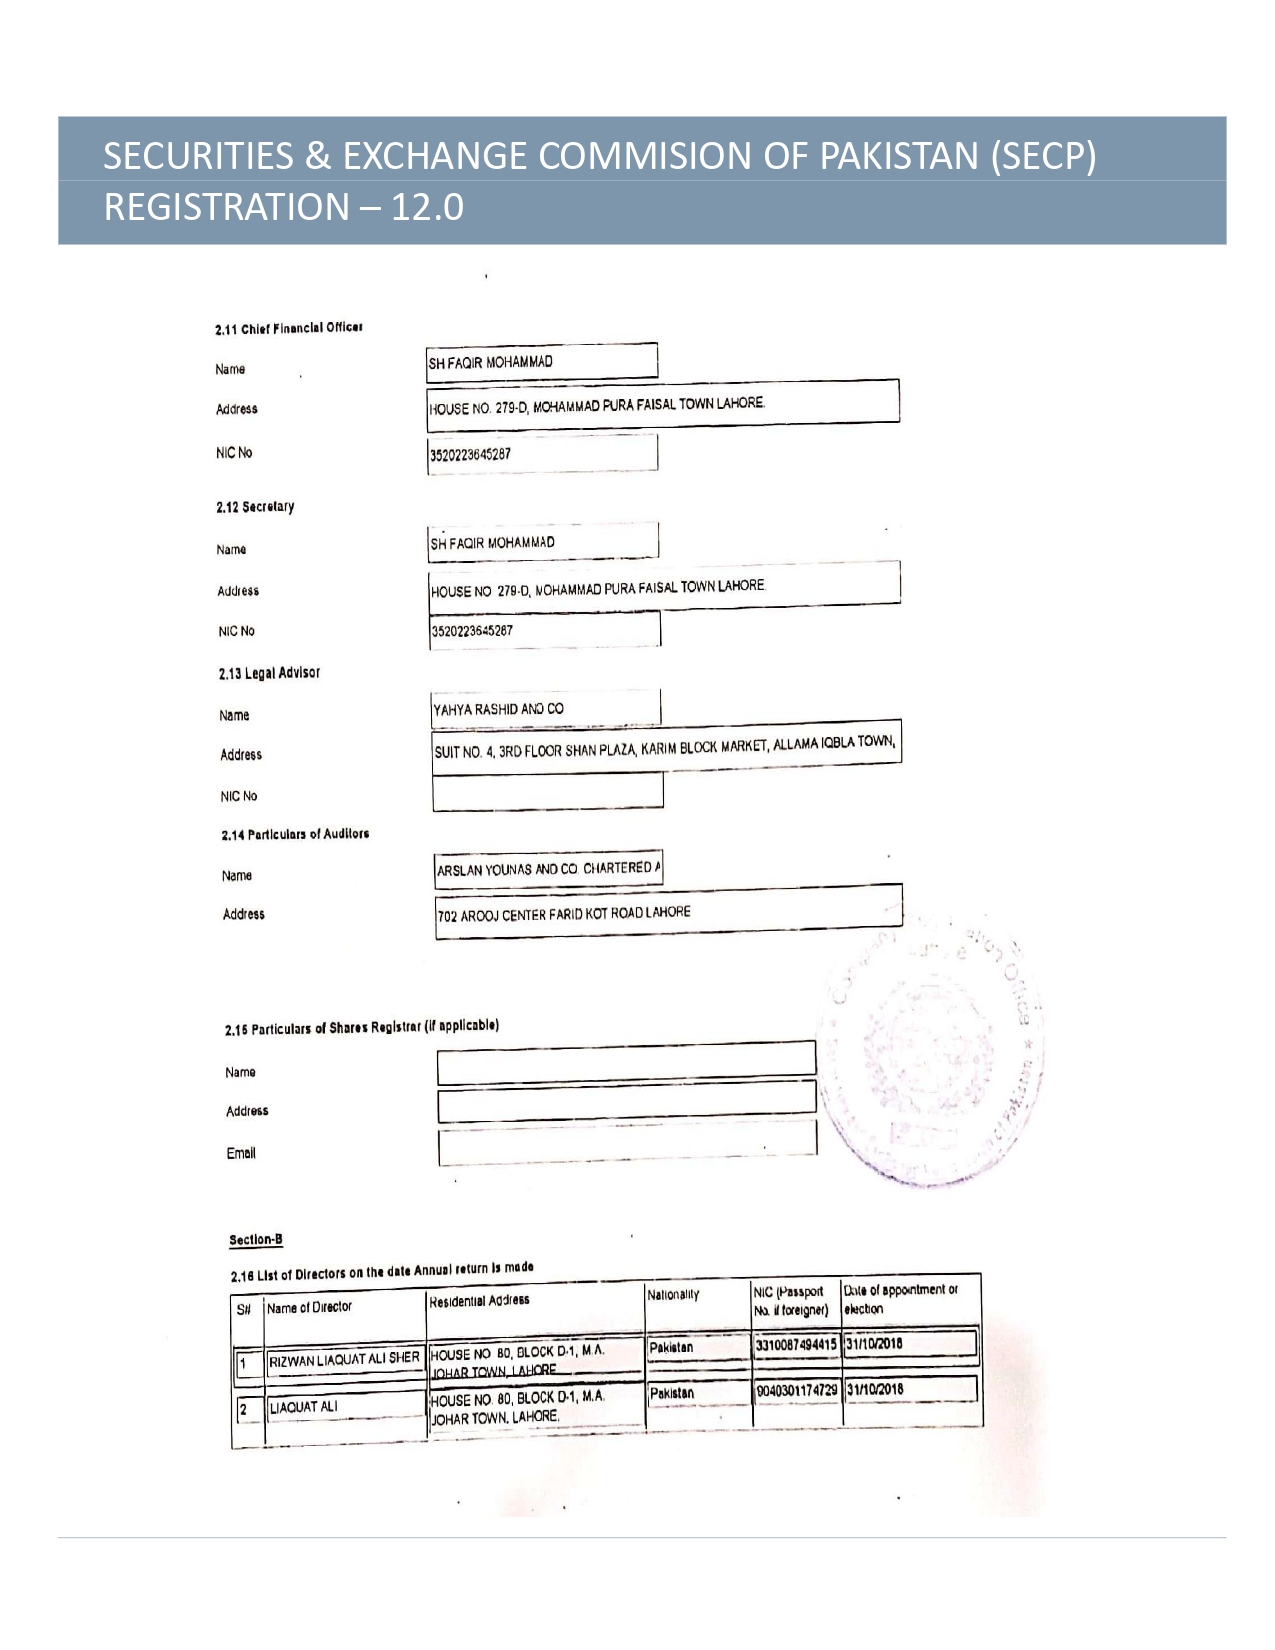 SECURITIES & EXCHANGE COMMISION OF PAKISTAN (SECP)
REGISTRATION – 12.0
2.11 Chief Financial Officer
Name SH FAQIR MOHAMMAD
Address HOUSE NO. 279-D, MOHAMMAD PURA FAISAL TOWN LAHORE.
NIC No 3520223645287
2.12 Secretary
Name SH FAQIR MOHAMMAD
Address HOUSE NO 279-D, MOHAMMAD PURA FAISAL TOWN LAHORE
NIC No 3520223645287
2.13 Legal Advisor
Name YAHYA RASHID AND CO
Address SUIT NO. 4, 3RD FLOOR SHAN PLAZA, KARIM BLOCK MARKET, ALLAMA IQBLA TOWN,
NIC No
2.14 Particulars of Auditors
Name ARSLAN YOUNAS AND CO. CHARTERED A
Address 702 AROOJ CENTER FARID KOT ROAD LAHORE
Office
of Pakistan
2.15 Particulars of Shares Registrar (if applicable)
Name
Address
Email
Section-B
2.16 List of Directors on the date Annual return is made
S# Name of Director Residential Address Nationality NIC (Passport Date of appointment or
No. if foreigner) election
1 RIZWAN LIAQUAT ALI SHER HOUSE NO 80, BLOCK D-1, M.A. Pakistan 3310087494415 31/10/2018
JOHAR TOWN, LAHORE
2 LIAQUAT ALI HOUSE NO. 80, BLOCK D-1, M.A. Pakistan 9040301174729 31/10/2018
JOHAR TOWN, LAHORE,